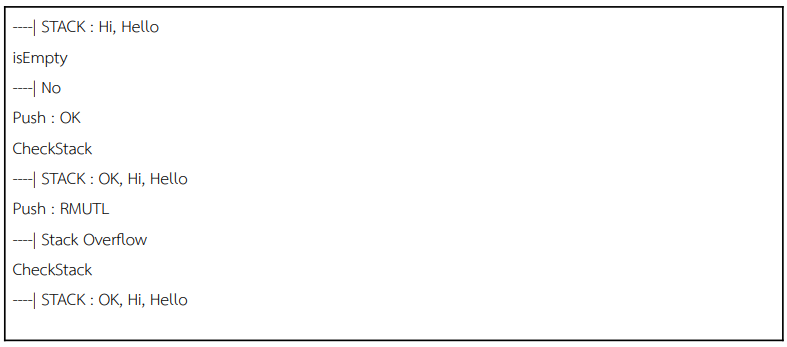 ----| STACK : Hi, Hello
isEmpty
----| No
Push : OK
CheckStack
----| STACK : OK, Hi, Hello
Push : RMUTL
----| Stack Overflow
CheckStack
----| STACK : OK, Hi, Hello